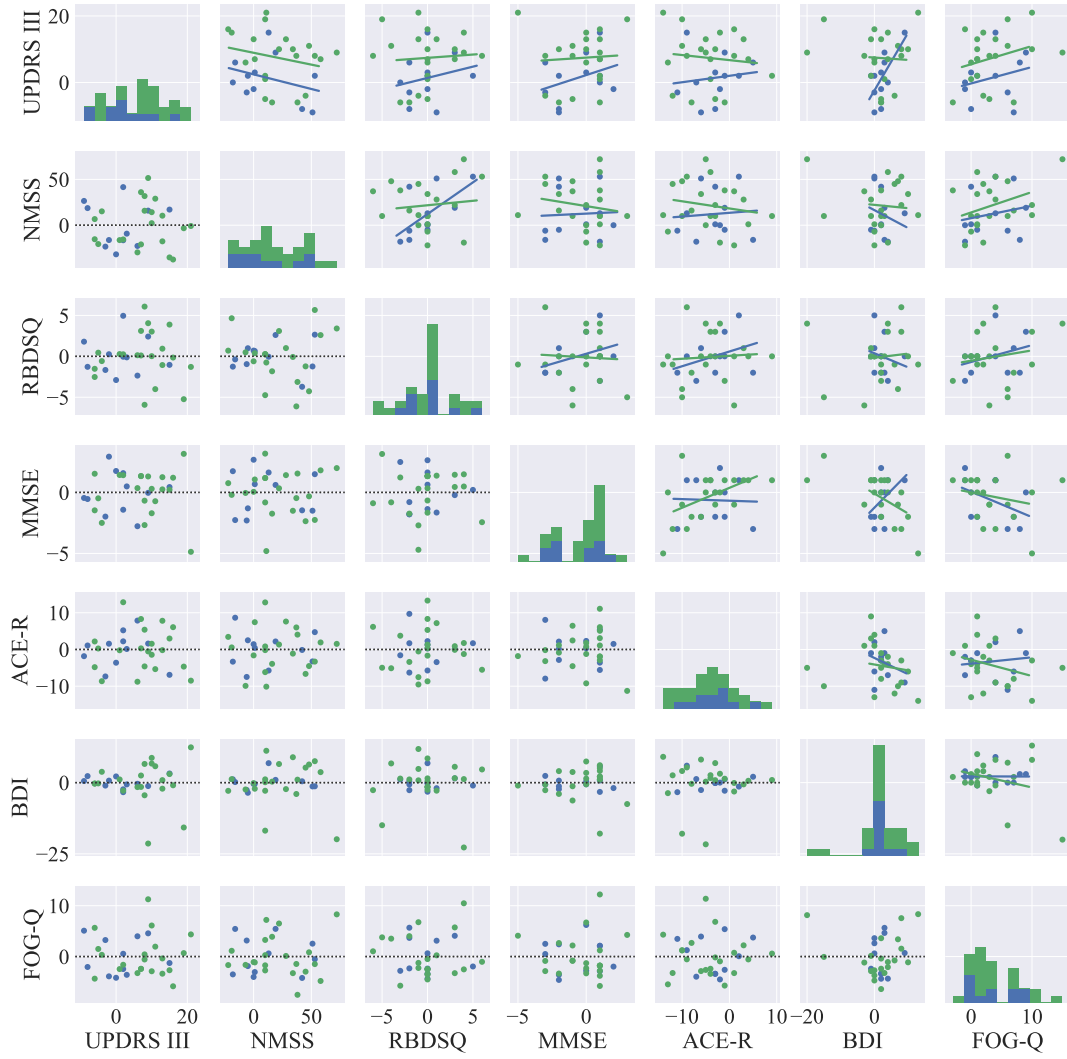 20
UPDRS III
0
50
NMSS
0
5
RBDSQ
0
−5
MMSE
0
−5
10
ACE-R
0
−10
BDI
0
−25
10
FOG-Q
0
0 20 0 50 −5 0 5 −5 0 −10 0 10 −20 0 0 10
UPDRS III NMSS RBDSQ MMSE ACE-R BDI FOG-Q